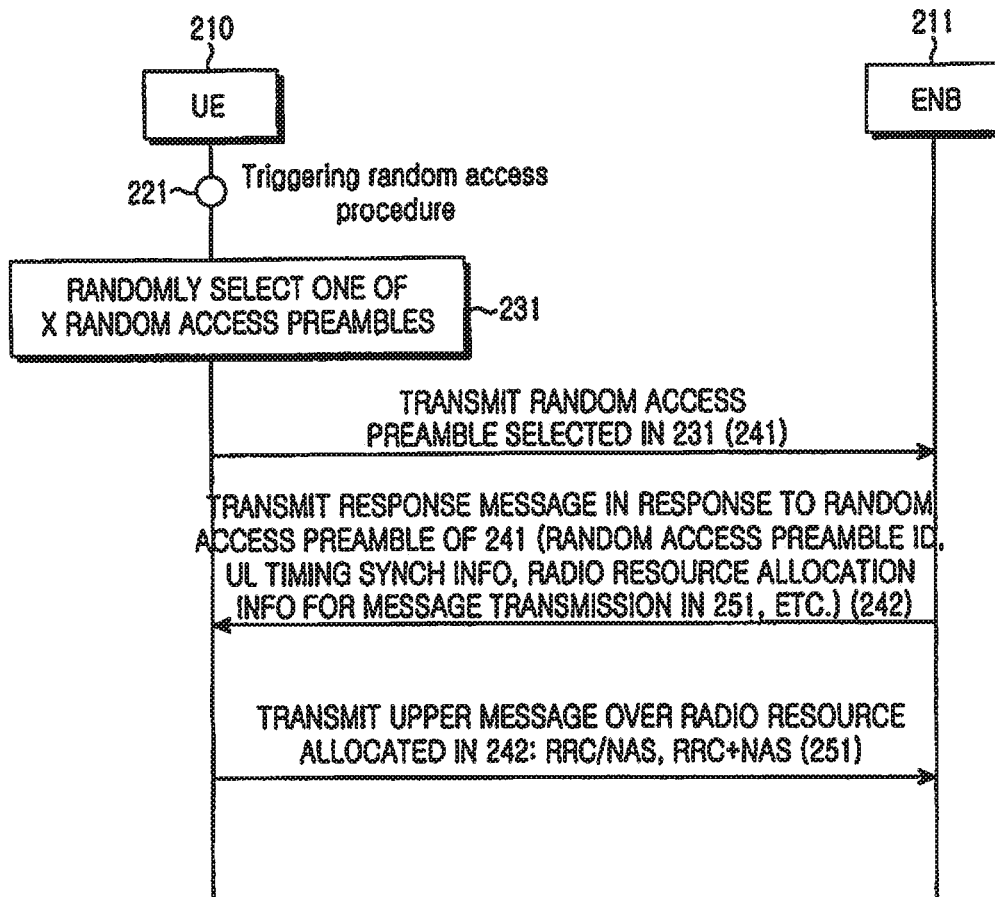 210
211
UE
ENB
221
Triggering random access
procedure
RANDOMLY SELECT ONE OF
X RANDOM ACCESS PREAMBLES
231
TRANSMIT RANDOM ACCESS
PREAMBLE SELECTED IN 231 (241)
TRANSMIT RESPONSE MESSAGE IN RESPONSE TO RANDOM
ACCESS PREAMBLE OF 241 (RANDOM ACCESS PREAMBLE ID,
UL TIMING SYNCH INFO, RADIO RESOURCE ALLOCATION
INFO FOR MESSAGE TRANSMISSION IN 251, ETC.) (242)
TRANSMIT UPPER MESSAGE OVER RADIO RESOURCE
ALLOCATED IN 242: RRC/NAS, RRC+NAS (251)